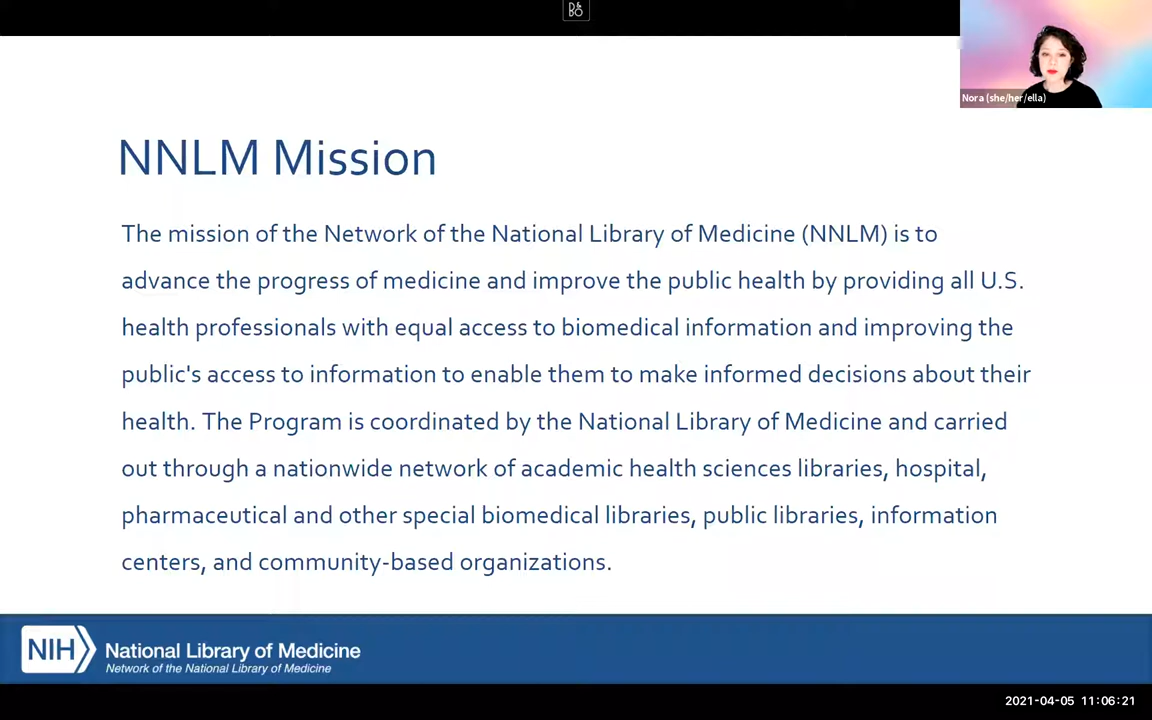 Nora (she/her/ella)
NNLM Mission
The mission of the Network of the National Library of Medicine (NNLM) is to
advance the progress of medicine and improve the public health by providing all U.S.
health professionals with equal access to biomedical information and improving the
public's access to information to enable them to make informed decisions about their
health. The Program is coordinated by the National Library of Medicine and carried
out through a nationwide network of academic health sciences libraries, hospital,
pharmaceutical and other special biomedical libraries, public libraries, information
centers, and community-based organizations.
NIH National Library of Medicine
Network of the National Library of Medicine
2021-04-05 11:06:21